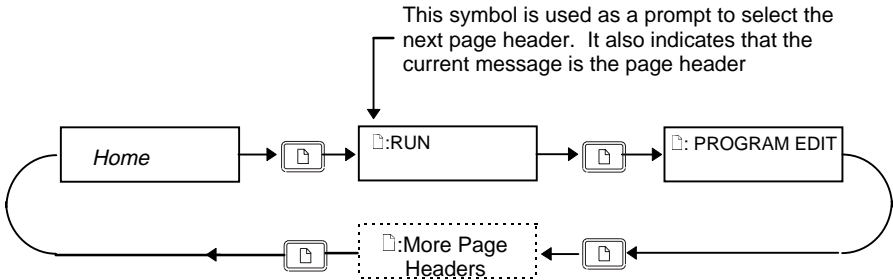 This symbol is used as a prompt to select the
next page header.  It also indicates that the
current message is the page header
Home
:RUN
: PROGRAM EDIT
:More Page
Headers